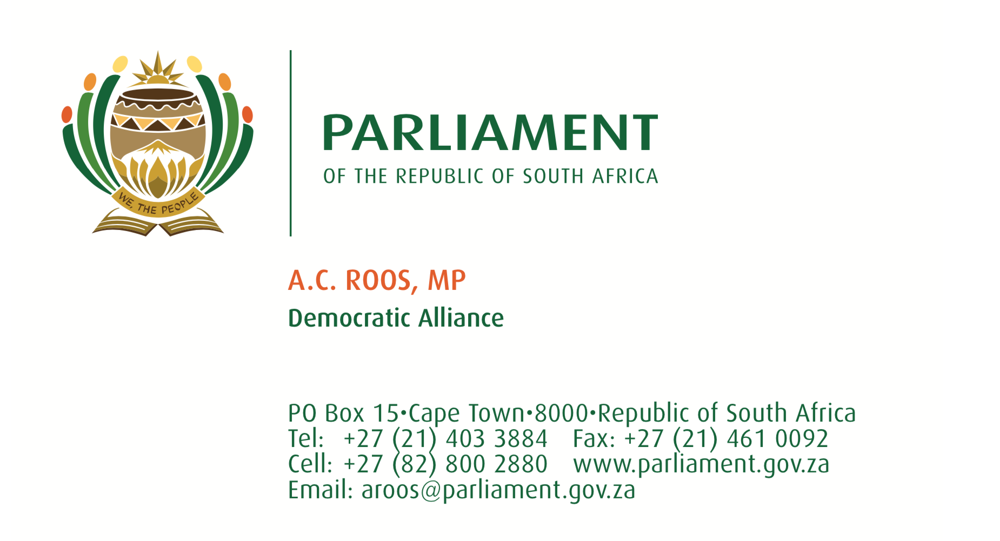 WE, THE PEOPLE
PARLIAMENT
OF THE REPUBLIC OF SOUTH AFRICA
A.C. ROOS, MP
Democratic Alliance
PO Box 15•Cape Town•8000•Republic of South Africa
Tel: +27 (21) 403 3884 Fax: +27 (21) 461 0092
Cell: +27 (82) 800 2880 www.parliament.gov.za
Email: aroos@parliament.gov.za